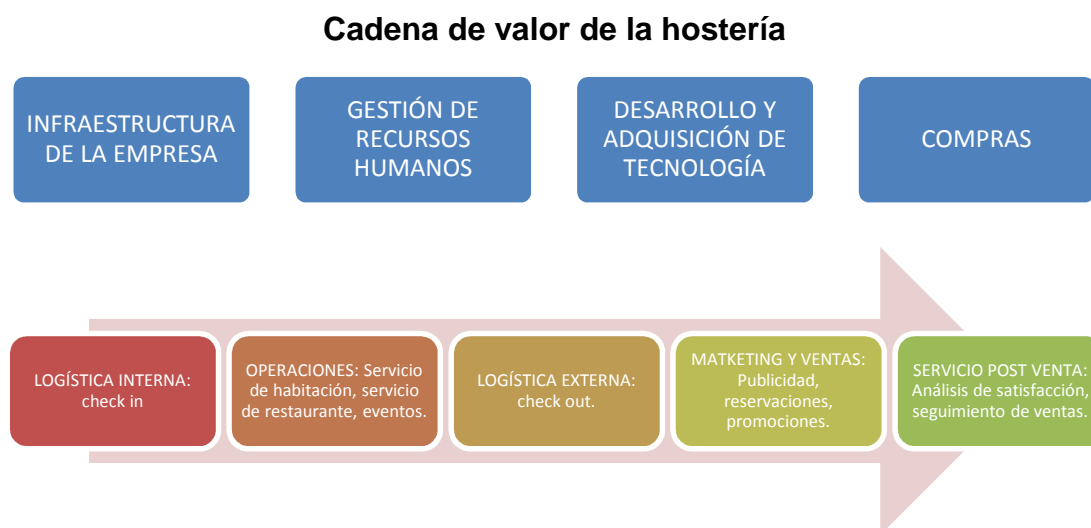 Cadena de valor de la hostería
INFRAESTRUCTURA
DE LA EMPRESA
GESTIÓN DE
RECURSOS
HUMANOS
DESARROLLO Y
ADQUISICIÓN DE
TECNOLOGÍA
COMPRAS
LOGÍSTICA INTERNA:
check in
OPERACIONES: Servicio
de habitación, servicio
de restaurante, eventos.
LOGÍSTICA EXTERNA:
check out.
MATKETING Y VENTAS:
Publicidad,
reservaciones,
promociones.
SERVICIO POST VENTA:
Análisis de satisfacción,
seguimiento de ventas.